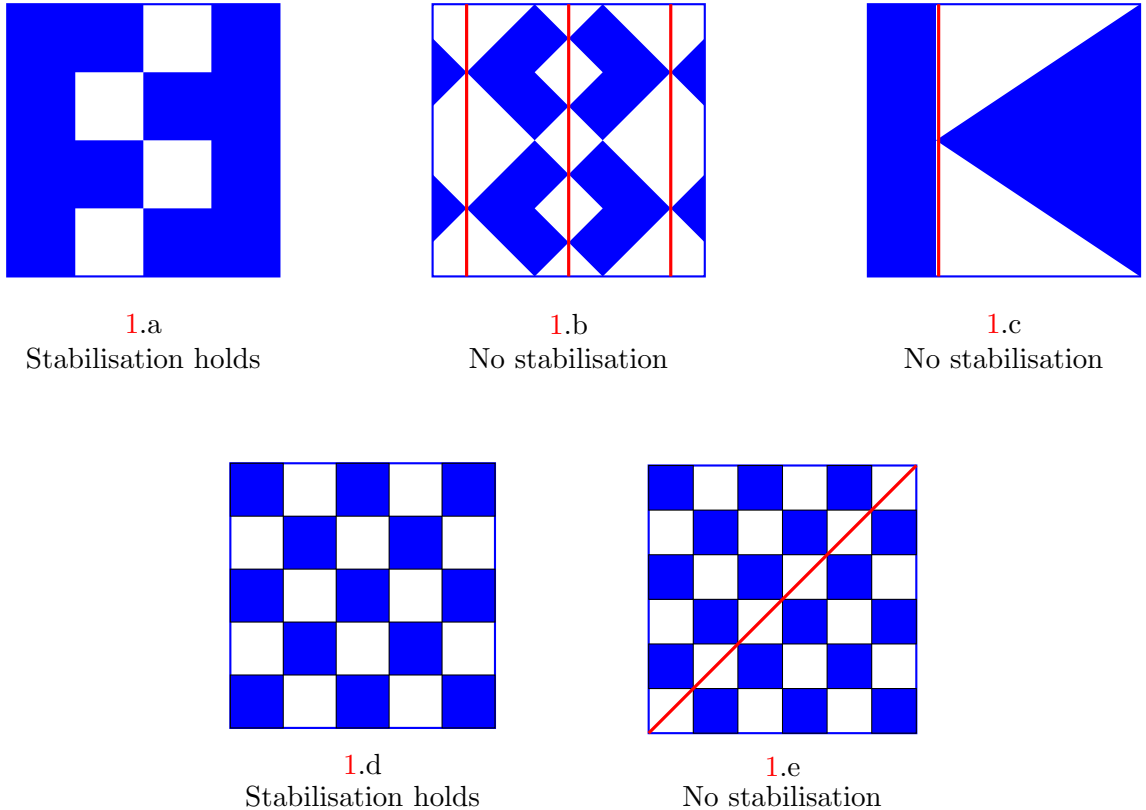 1.a
Stabilisation holds
1.b
No stabilisation
1.c
No stabilisation
1.d
Stabilisation holds
1.e
No stabilisation